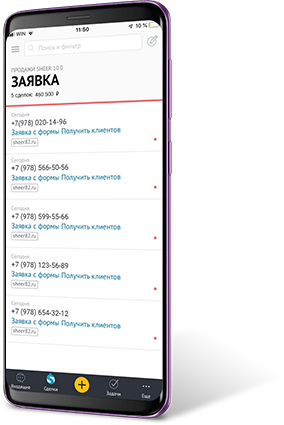 WIN 11:50 10 %
Поиск и фильтр
ПРОДАЖИ SHEER 10.0
ЗАЯВКА
5 сделок: 460 500 ₽
Сегодня
+7(978) 020-14-96
Заявка с формы Получить клиентов
sheer82.ru
Сегодня
+7 (978) 566-50-56
Заявка с формы Получить клиентов
sheer82.ru
Сегодня
+7 (978) 599-55-66
Заявка с формы Получить клиентов
sheer82.ru
Сегодня
+7 (978) 123-56-89
Заявка с формы Получить клиентов
sheer82.ru
Сегодня
+7 (978) 654-32-12
Заявка с формы Получить клиентов
sheer82.ru
Входящие Сделки Задачи Еще